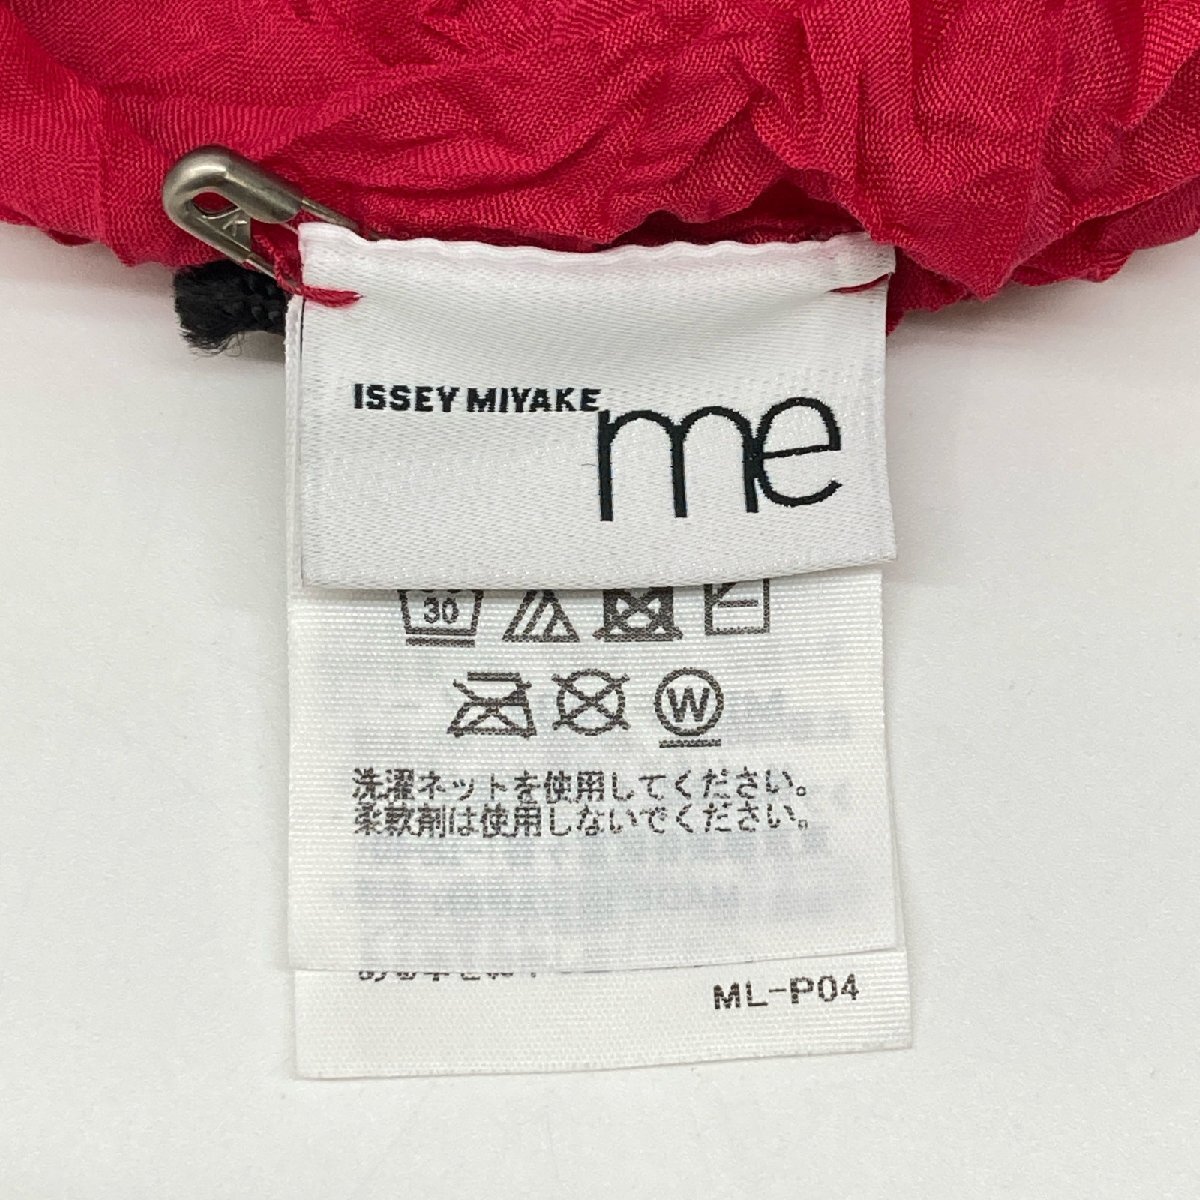 ISSEY MIYAKE me
30
W
洗濯ネットを使用してください。
柔軟剤は使用しないでください。
ML-P04